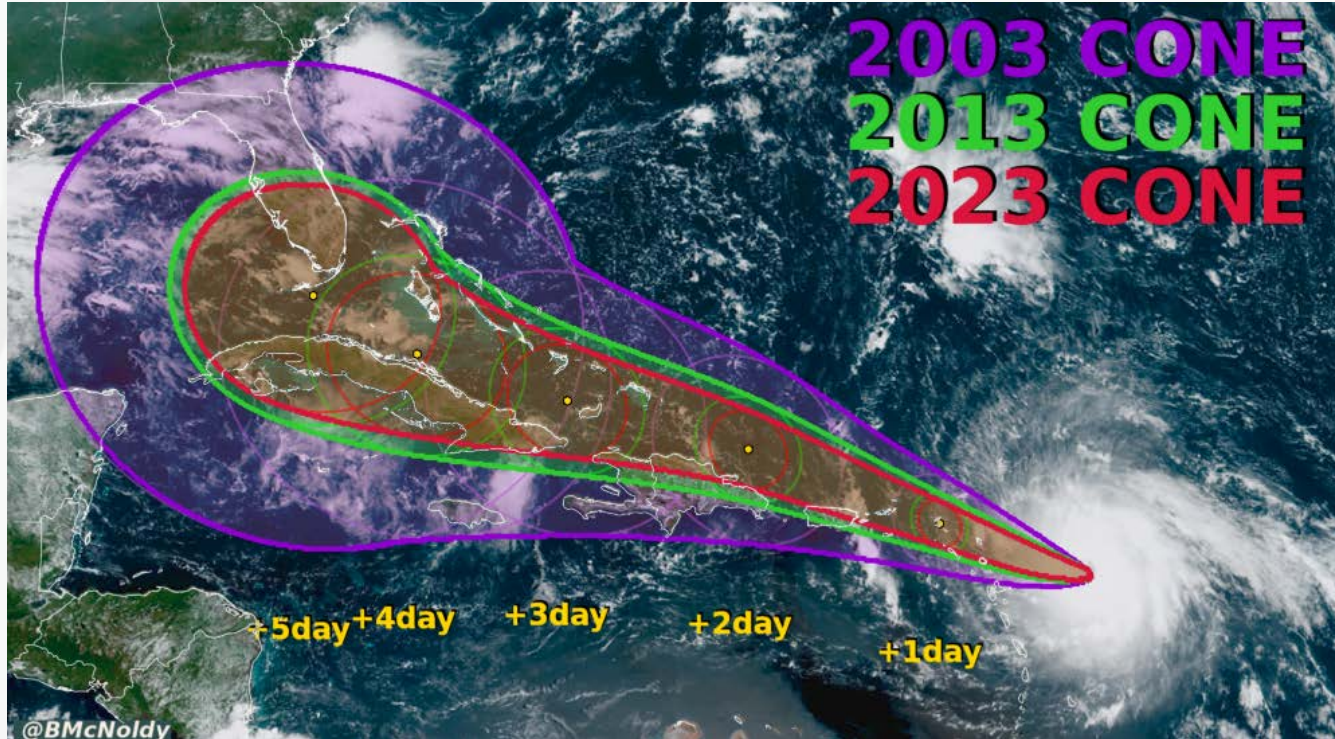 2003 CONE
2013 CONE
2023 CONE
+5day
+4day
+3day
+2day
+1day
@BMcNoldy